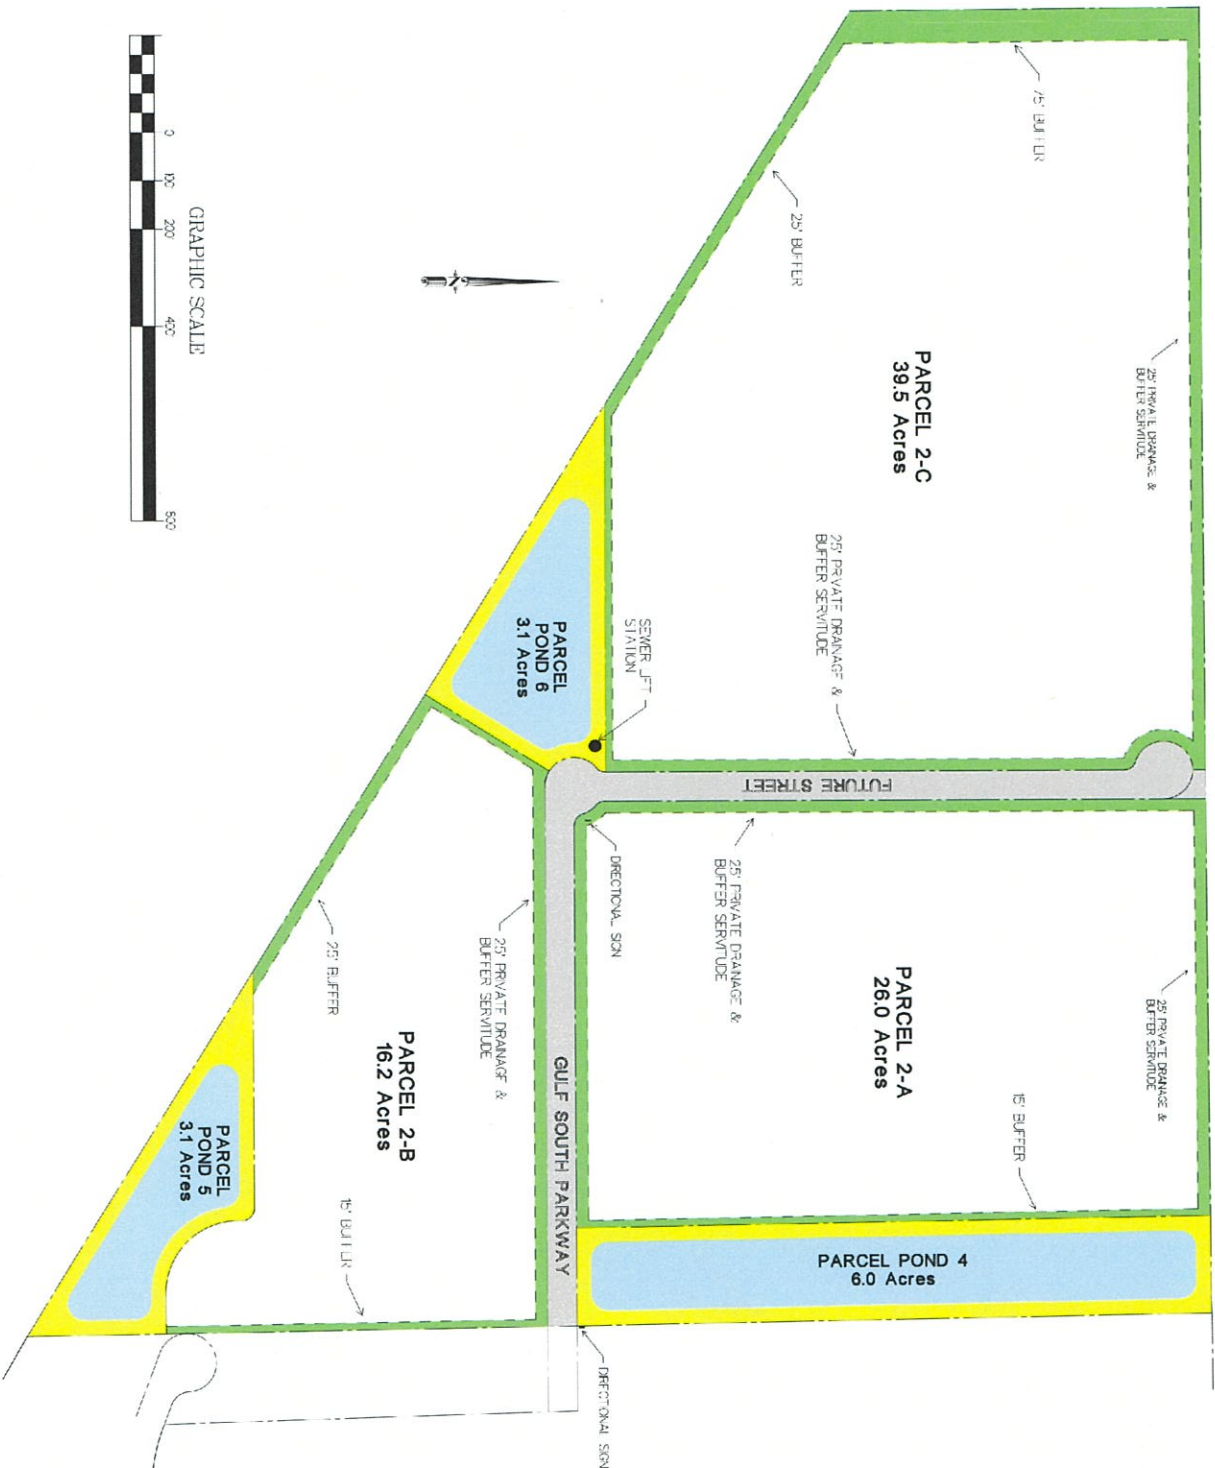 75' BUFFER
25' BUFFER
25' PRIVATE DRAINAGE &
BUFFER SERVITUDE
PARCEL 2-C
39.5 Acres
25' PRIVATE DRAINAGE &
BUFFER SERVITUDE
GRAPHIC SCALE
0
100
200
400
N
SEWER LIFT
STATION
PARCEL
POND 6
3.1 Acres
FUTURE STREET
DIRECTIONAL SIGN
25' PRIVATE DRAINAGE &
BUFFER SERVITUDE
PARCEL 2-A
26.0 Acres
25' PRIVATE DRAINAGE &
BUFFER SERVITUDE
15' BUFFER
25' PRIVATE DRAINAGE &
BUFFER SERVITUDE
25' BUFFER
PARCEL 2-B
16.2 Acres
GULF SOUTH PARKWAY
PARCEL
POND 5
3.1 Acres
15' BUFFER
PARCEL POND 4
6.0 Acres
DIRECTIONAL SIGN